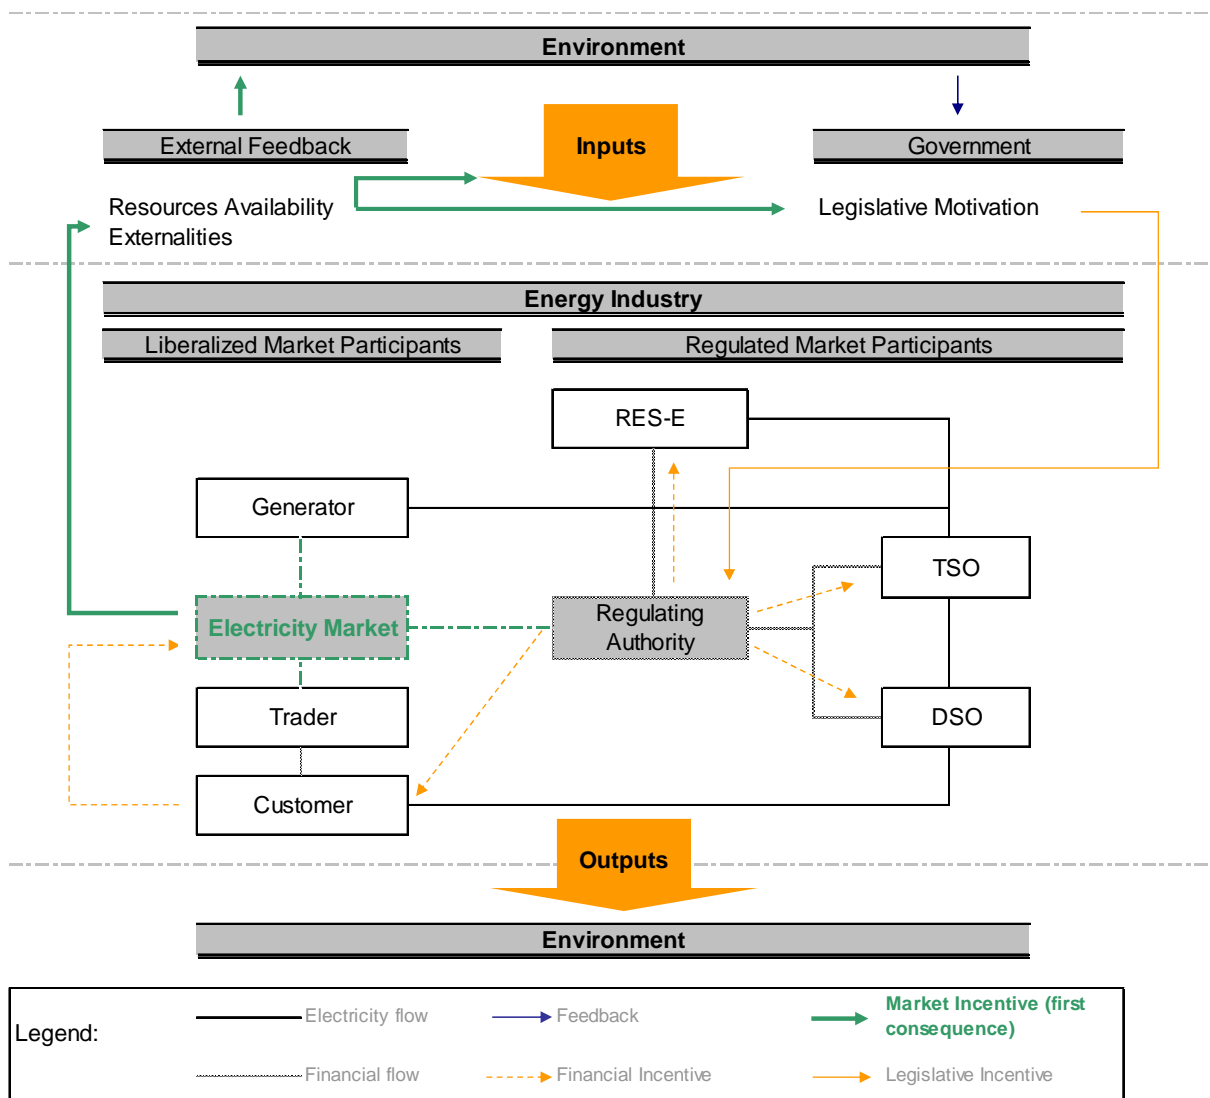 Environment
External Feedback
Inputs
Government
Resources Availability
Externalities
Legislative Motivation
Energy Industry
Liberalized Market Participants
Regulated Market Participants
RES-E
Generator
TSO
Electricity Market
Regulating
Authority
Trader
DSO
Customer
Outputs
Environment
Legend:
Electricity flow
Feedback
Market Incentive (first
consequence)
Financial flow
Financial Incentive
Legislative Incentive